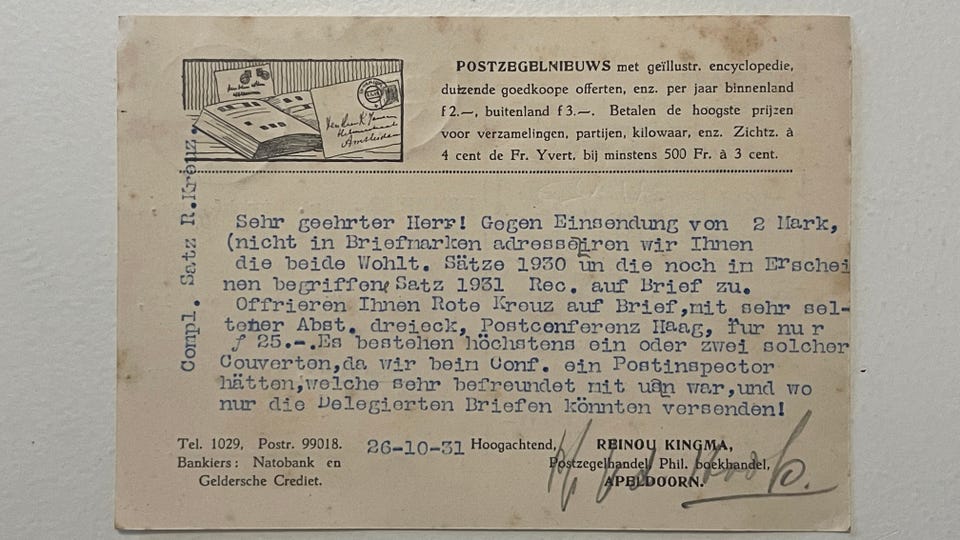 POSTZEGELNIEUWS met geïllustr. encyclopedie,
duizende goedkoope offerten, enz. per jaar binnenland
f 2.—, buitenland f 3.—. Betalen de hoogste prijzen
voor verzamelingen, partijen, kilowaar, enz. Zichtz. à
4 cent de Fr. Yvert, bij minstens 500 Fr. à 3 cent.
Amsterdam
Compl. Satz R.Kreuz.
Sehr geehrter Herr! Gegen Einsendung von 2 Mark,
(nicht in Briefmarken adressëiren wir Ihnen
die beide Wohlt. Sätze 1930 un die noch im Erschei
nen begriffene Satz 1931 Rec. auf Brief zu.
Offrieren Ihnen Rote Kreuz auf Brief,mit sehr sel-
tener Abst. dreieck, Postconferenz Haag, fur nu r
f 25.-.Es bestehen höchstens ein oder zwei solcher
Couverten,da wir beim Conf. ein Postinspector
hätten,welche sehr befreundet mit uan war,und wo
nur die Delegierten Briefen könnten versenden!
Tel. 1029, Postr. 99018.
Bankiers: Natobank en
Geldersche Crediet.
26-10-31
Hoogachtend,
REINOU KINGMA,
Postzegelhandel, Phil. boekhandel,
APELDOORN.